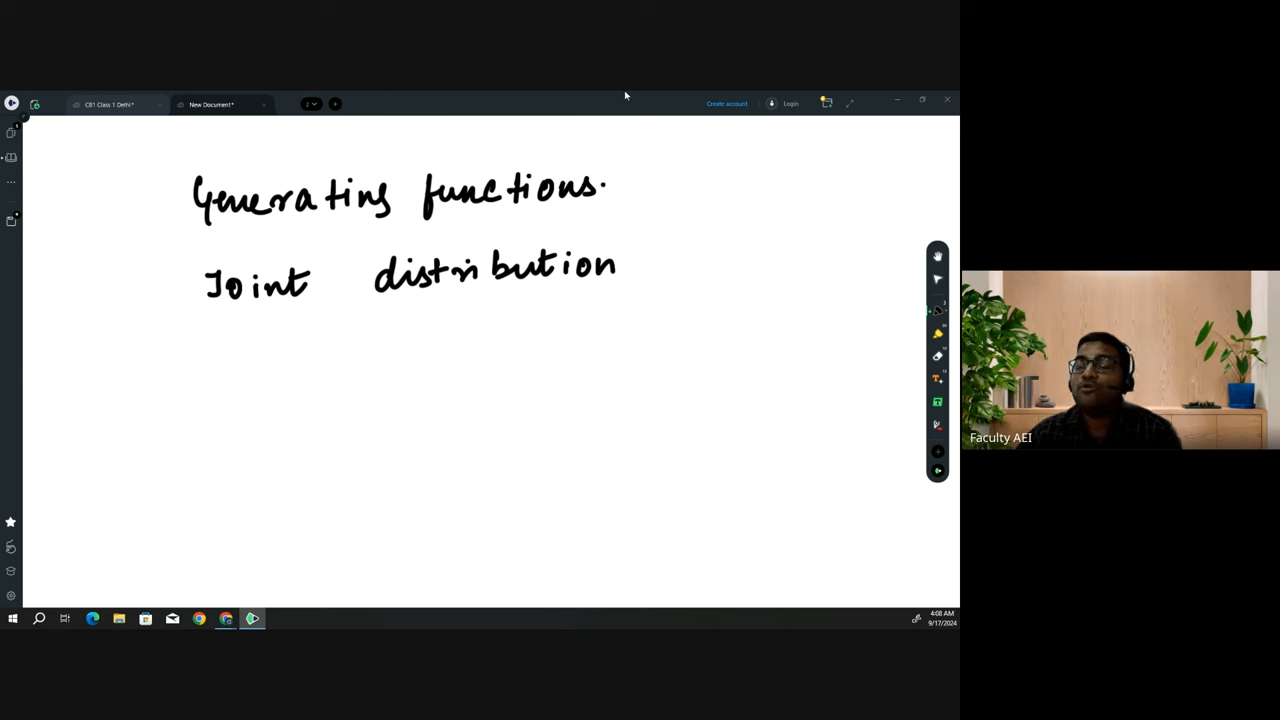 CB1 Class 1 Delhi*
New Document*
2
Create account
Login
Generating functions.
Joint distribution
Faculty AEI
4:08 AM
9/17/2024